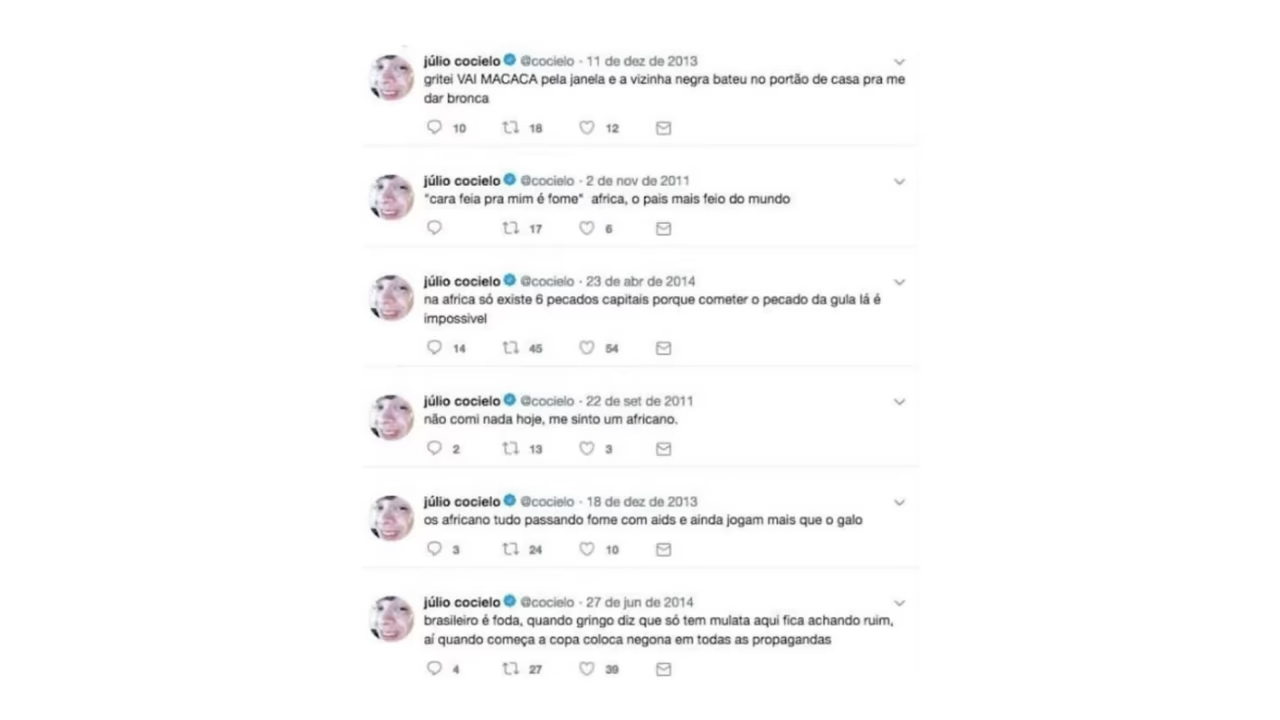 júlio cocielo @cocielo · 11 de dez de 2013
gritei VAI MACACA pela janela e a vizinha negra bateu no portão de casa pra me
dar bronca
10 18 12
júlio cocielo @cocielo · 2 de nov de 2011
"cara feia pra mim é fome" africa, o pais mais feio do mundo
17 6
júlio cocielo @cocielo · 23 de abr de 2014
na africa só existe 6 pecados capitais porque cometer o pecado da gula lá é
impossivel
14 45 54
júlio cocielo @cocielo · 22 de set de 2011
não comi nada hoje, me sinto um africano.
2 13 3
júlio cocielo @cocielo · 18 de dez de 2013
os africano tudo passando fome com aids e ainda jogam mais que o galo
3 24 10
júlio cocielo @cocielo · 27 de jun de 2014
brasileiro é foda, quando gringo diz que só tem mulata aqui fica achando ruim,
aí quando começa a copa coloca negona em todas as propagandas
4 27 39